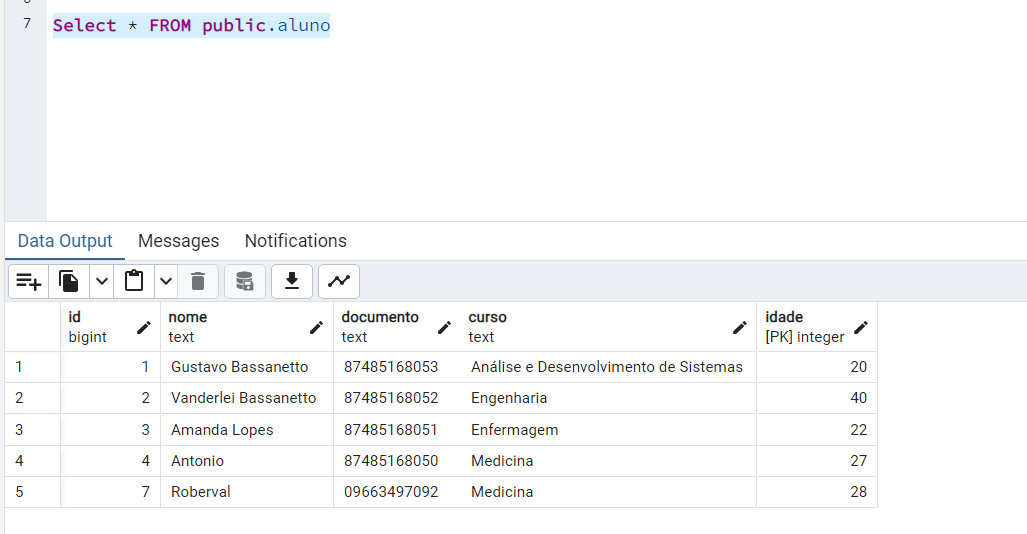 7 Select * FROM public.aluno
Data Output Messages Notifications
id nome documento curso idade
bigint text text text [PK] integer
1 1 Gustavo Bassanetto 87485168053 Análise e Desenvolvimento de Sistemas 20
2 2 Vanderlei Bassanetto 87485168052 Engenharia 40
3 3 Amanda Lopes 87485168051 Enfermagem 22
4 4 Antonio 87485168050 Medicina 27
5 7 Roberval 09663497092 Medicina 28